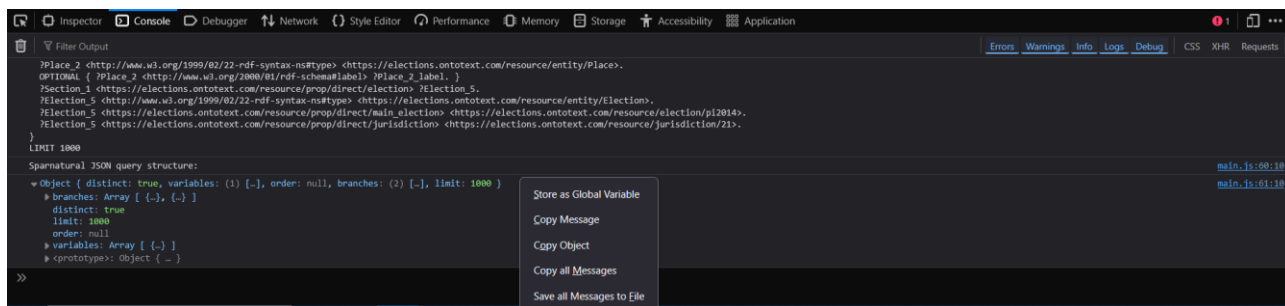 Inspector Console Debugger Network {} Style Editor Performance Memory Storage Accessibility Application 1
Filter Output Errors Warnings Info Logs Debug CSS XHR Requests
?Place_2 <http://www.w3.org/1999/02/22-rdf-syntax-ns#type> <https://elections.ontotext.com/resource/entity/Place>.
OPTIONAL { ?Place_2 <http://www.w3.org/2000/01/rdf-schema#label> ?Place_2_label. }
?Section_1 <https://elections.ontotext.com/resource/prop/direct/election> ?Election_5.
?Election_5 <http://www.w3.org/1999/02/22-rdf-syntax-ns#type> <https://elections.ontotext.com/resource/entity/Election>.
?Election_5 <https://elections.ontotext.com/resource/prop/direct/main_election> <https://elections.ontotext.com/resource/election/pi2014>.
?Election_5 <https://elections.ontotext.com/resource/prop/direct/jurisdiction> <https://elections.ontotext.com/resource/jurisdiction/21>.
}
LIMIT 1000
Sparnatural JSON query structure: main.js:60:10
Object { distinct: true, variables: (1) […], order: null, branches: (2) […], limit: 1000 } main.js:61:10
branches: Array [ {…}, {…} ]
distinct: true
limit: 1000
order: null
variables: Array [ {…} ]
<prototype>: Object { … }
Store as Global Variable
Copy Message
Copy Object
Copy all Messages
Save all Messages to File